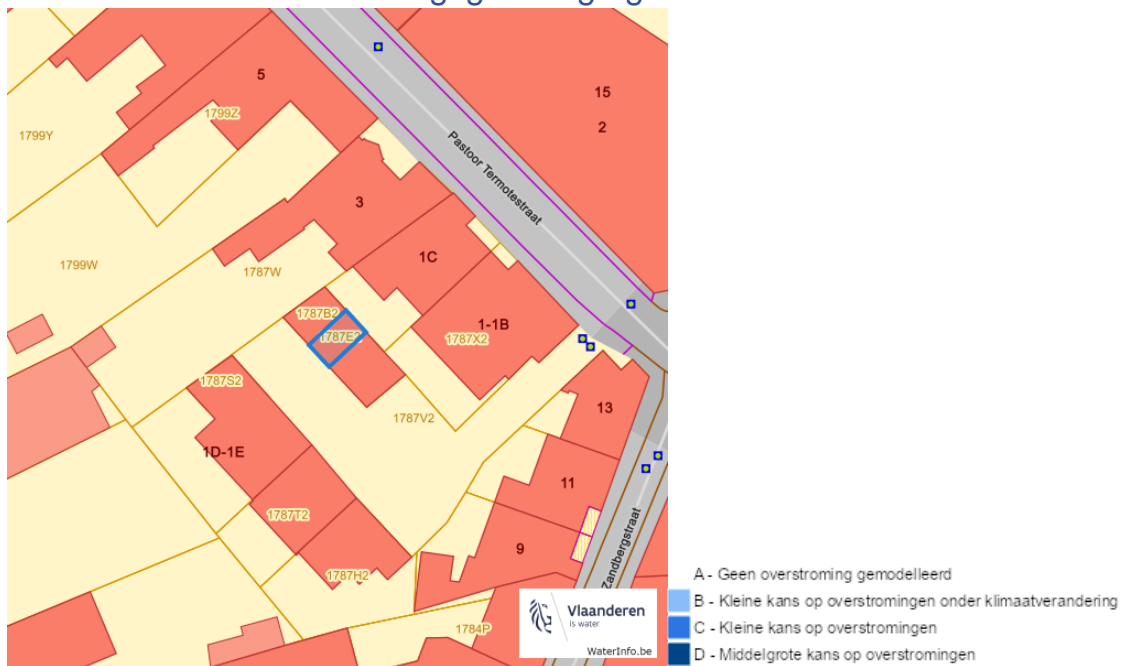 5
15
2
1799Z
1799Y
Pastoor Termotestraat
3
1C
1799W
1787W
1787B2
1-1B
1787E2
1787X2
1787S2
13
1787V2
1D-1E
11
1787T2
9
Zandbergstraat
1787H2
1784P
Vlaanderen
is water
WaterInfo.be
A - Geen overstroming gemodelleerd
B - Kleine kans op overstromingen onder klimaatverandering
C - Kleine kans op overstromingen
D - Middelgrote kans op overstromingen